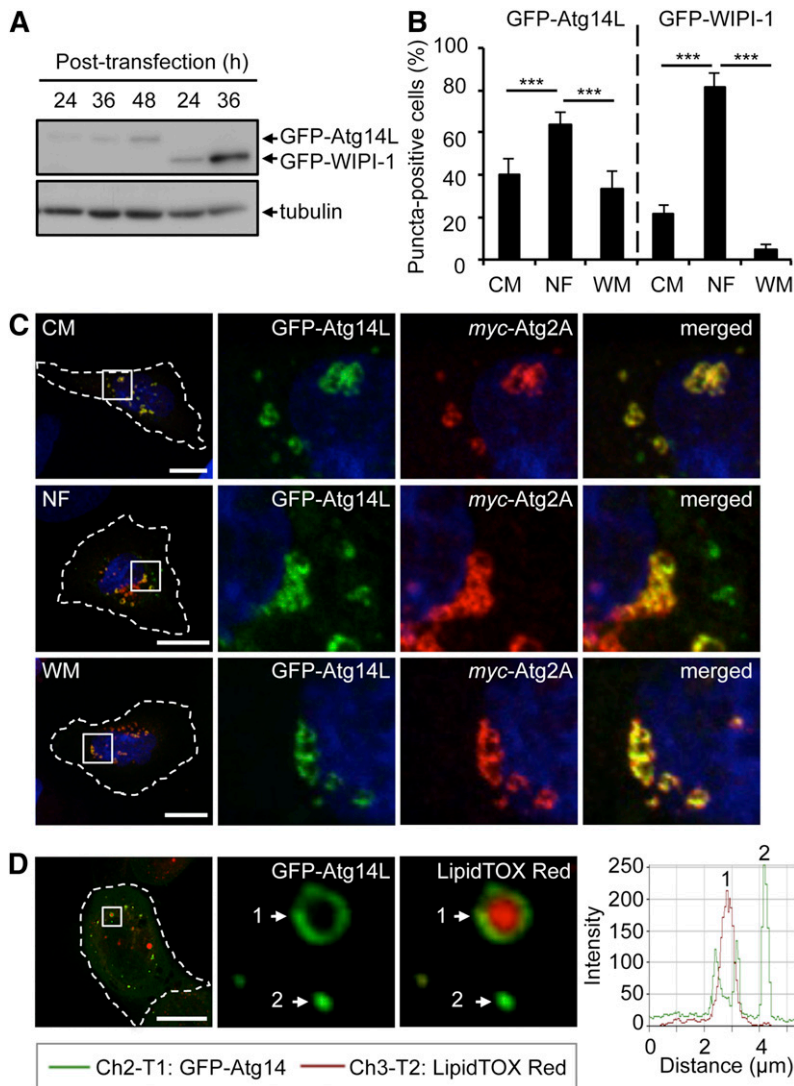 A
Post-transfection (h)
24 36 48 24 36
GFP-Atg14L
GFP-WIPI-1
tubulin
B
GFP-Atg14L GFP-WIPI-1
Puncta-positive cells (%)
100
80
60
40
20
0
*** *** *** ***
CM NF WM CM NF WM
C
CM GFP-Atg14L myc-Atg2A merged
NF GFP-Atg14L myc-Atg2A merged
WM GFP-Atg14L myc-Atg2A merged
D
GFP-Atg14L LipidTOX Red
1 1
2 2
Intensity
250
200
150
100
50
0
1 2
0 2 4
Distance (µm)
Ch2-T1: GFP-Atg14 Ch3-T2: LipidTOX Red